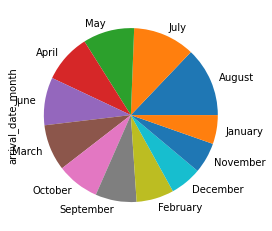 May
July
April
August
June
arrival_date_month
January
March
November
October
December
September
February